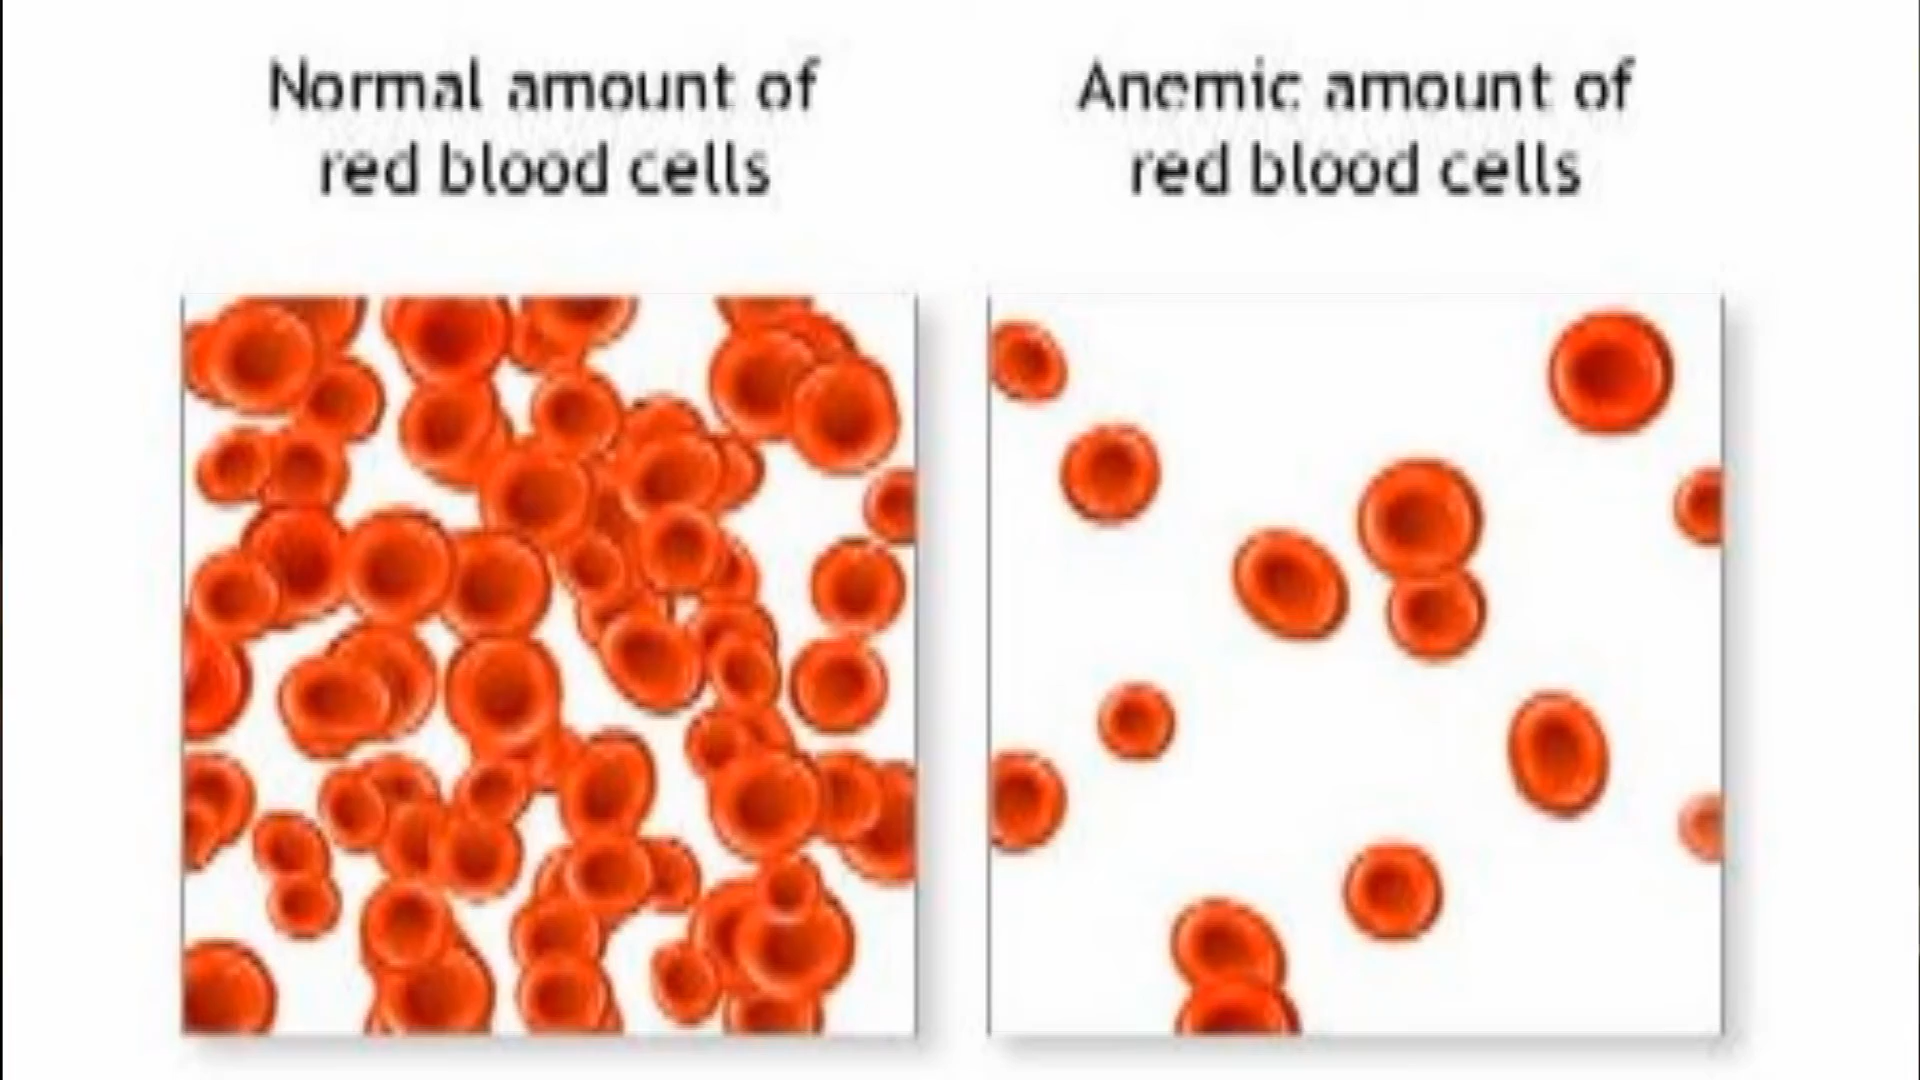 Normal amount of
red blood cells
Anemic amount of
red blood cells